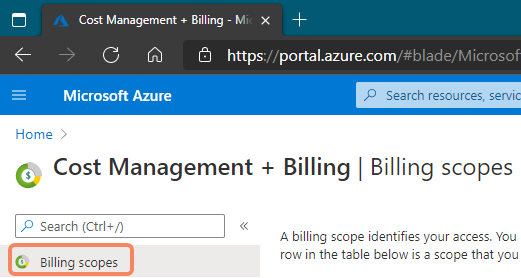 Cost Management + Billing - Mic
https://portal.azure.com/#blade/Microsoft
Microsoft Azure
Search resources, servic
Home
Cost Management + Billing | Billing scopes
Search (Ctrl+/)
A billing scope identifies your access. You
Billing scopes
row in the table below is a scope that you